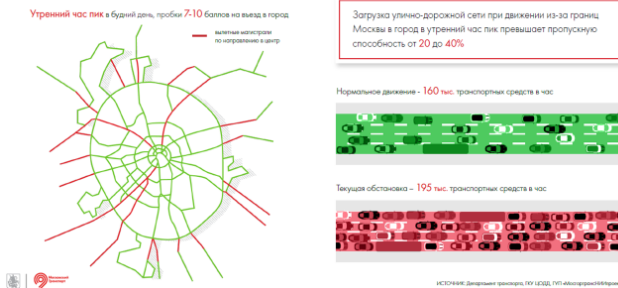 Утренний час пик в будний день, пробки 7-10 баллов на въезд в город
вылетные магистрали
по направлению в центр
Загрузка улично-дорожной сети при движении из-за границ
Москвы в город в утренний час пик превышает пропускную
способность от 20 до 40%
Нормальное движение - 160 тыс. транспортных средств в час
Текущая обстановка – 195 тыс. транспортных средств в час
Московский
Транспорт
ИСТОЧНИК: Департамент транспорта, ГКУ ЦОДД, ГУП